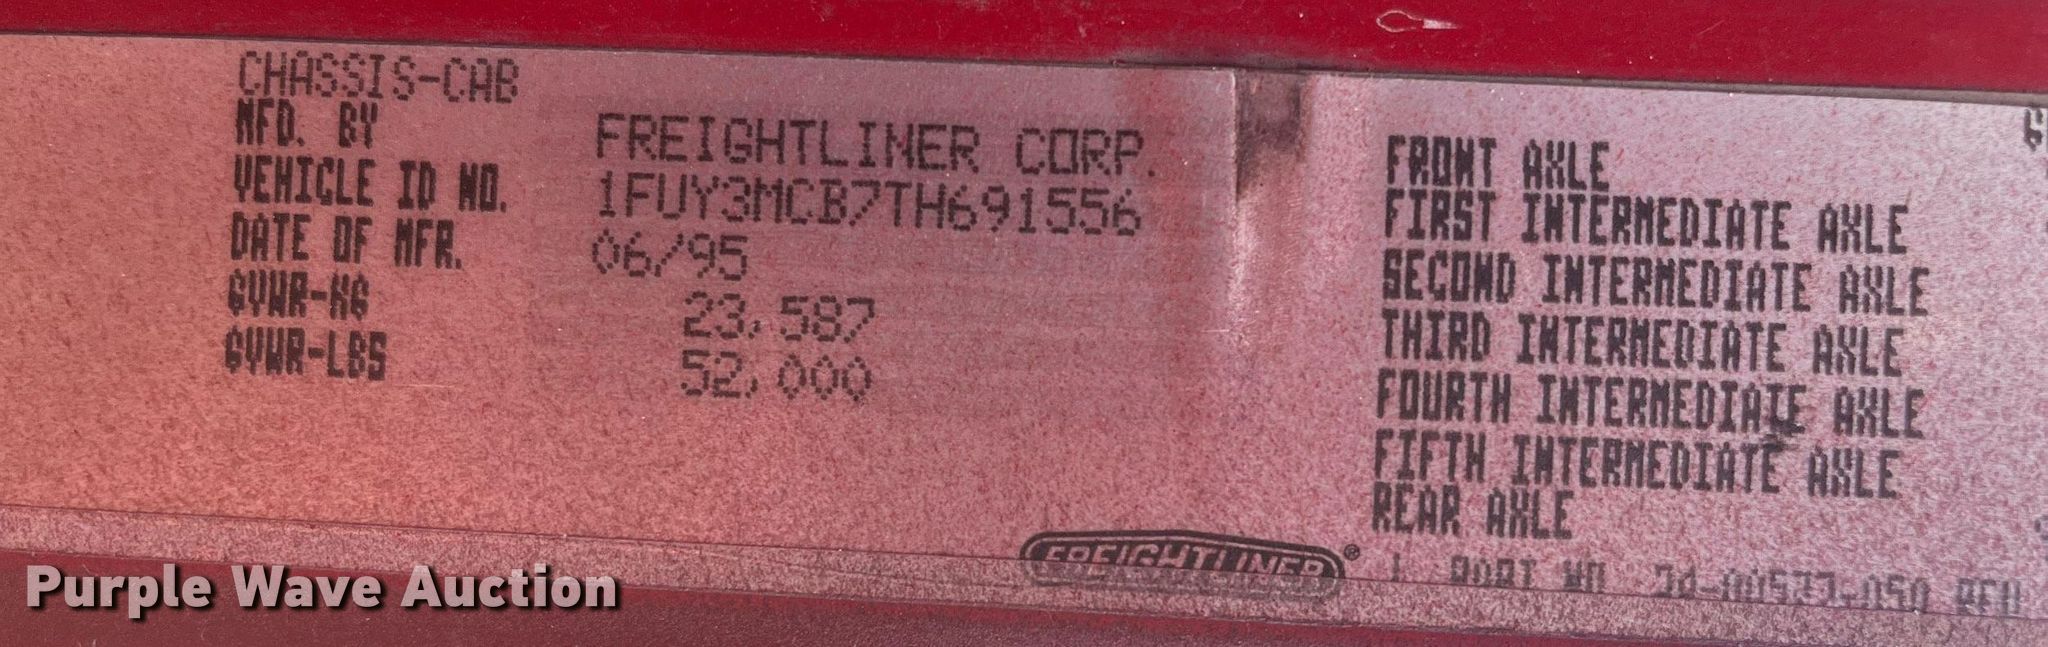 CHASSIS-CAB
MFD. BY FREIGHTLINER CORP.
VEHICLE ID NO. 1FUY3MCB7TH691556
DATE OF MFR. 06/95
GVWR-KG 23,587
GVWR-LBS 52,000
FRONT AXLE
FIRST INTERMEDIATE AXLE
SECOND INTERMEDIATE AXLE
THIRD INTERMEDIATE AXLE
FOURTH INTERMEDIATE AXLE
FIFTH INTERMEDIATE AXLE
REAR AXLE
FREIGHTLINER®
PART NO
Purple Wave Auction